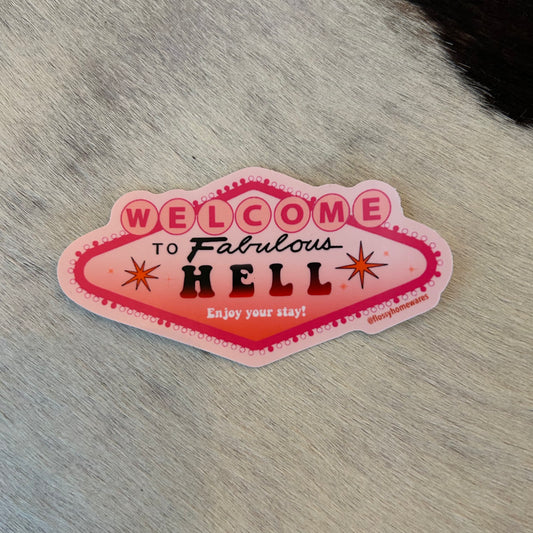 WELCOME
TO Fabulous
HELL
Enjoy your stay!
@flossyhomewares